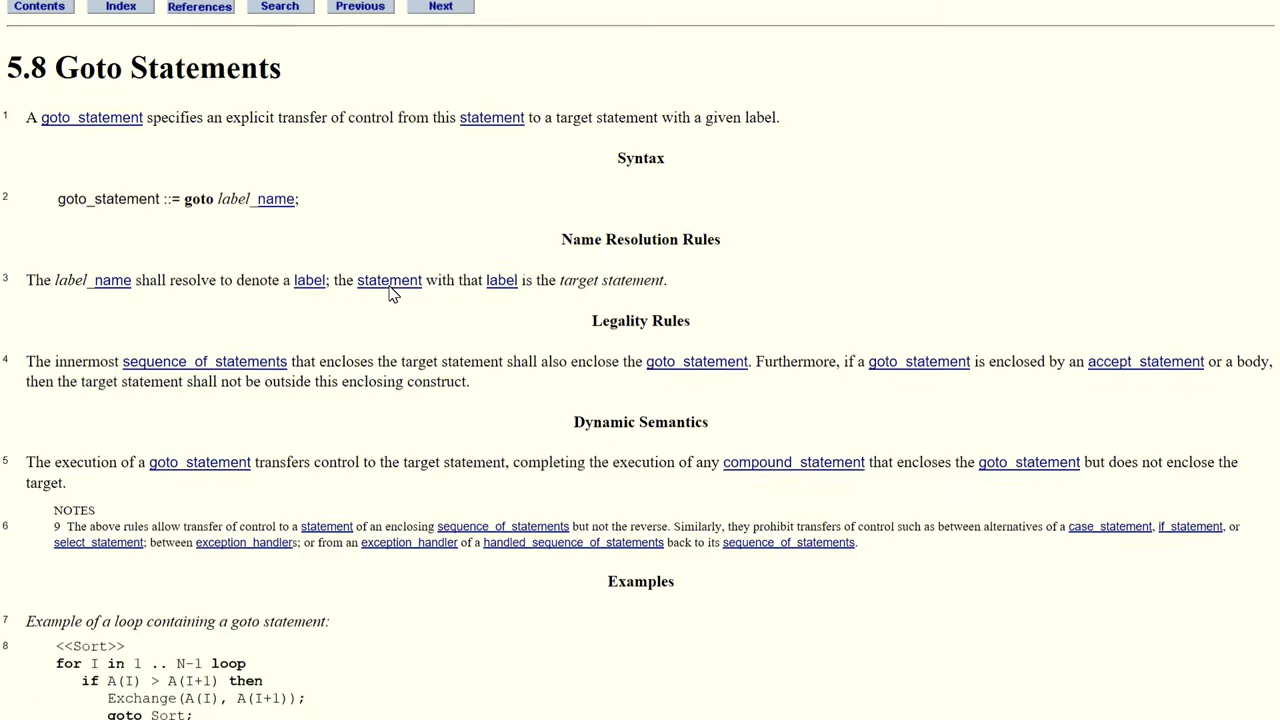 Contents Index References Search Previous Next
5.8 Goto Statements
1 A goto_statement specifies an explicit transfer of control from this statement to a target statement with a given label.
Syntax
2 goto_statement ::= goto label_name;
Name Resolution Rules
3 The label_name shall resolve to denote a label; the statement with that label is the target statement.
Legality Rules
4 The innermost sequence_of_statements that encloses the target statement shall also enclose the goto_statement. Furthermore, if a goto_statement is enclosed by an accept_statement or a body,
then the target statement shall not be outside this enclosing construct.
Dynamic Semantics
5 The execution of a goto_statement transfers control to the target statement, completing the execution of any compound_statement that encloses the goto_statement but does not enclose the
target.
NOTES
6 9 The above rules allow transfer of control to a statement of an enclosing sequence_of_statements but not the reverse. Similarly, they prohibit transfers of control such as between alternatives of a case_statement, if_statement, or
select_statement; between exception_handlers; or from an exception_handler of a handled_sequence_of_statements back to its sequence_of_statements.
Examples
7 Example of a loop containing a goto statement:
8 <<Sort>>
for I in 1 .. N-1 loop
if A(I) > A(I+1) then
Exchange(A(I), A(I+1));
goto Sort;